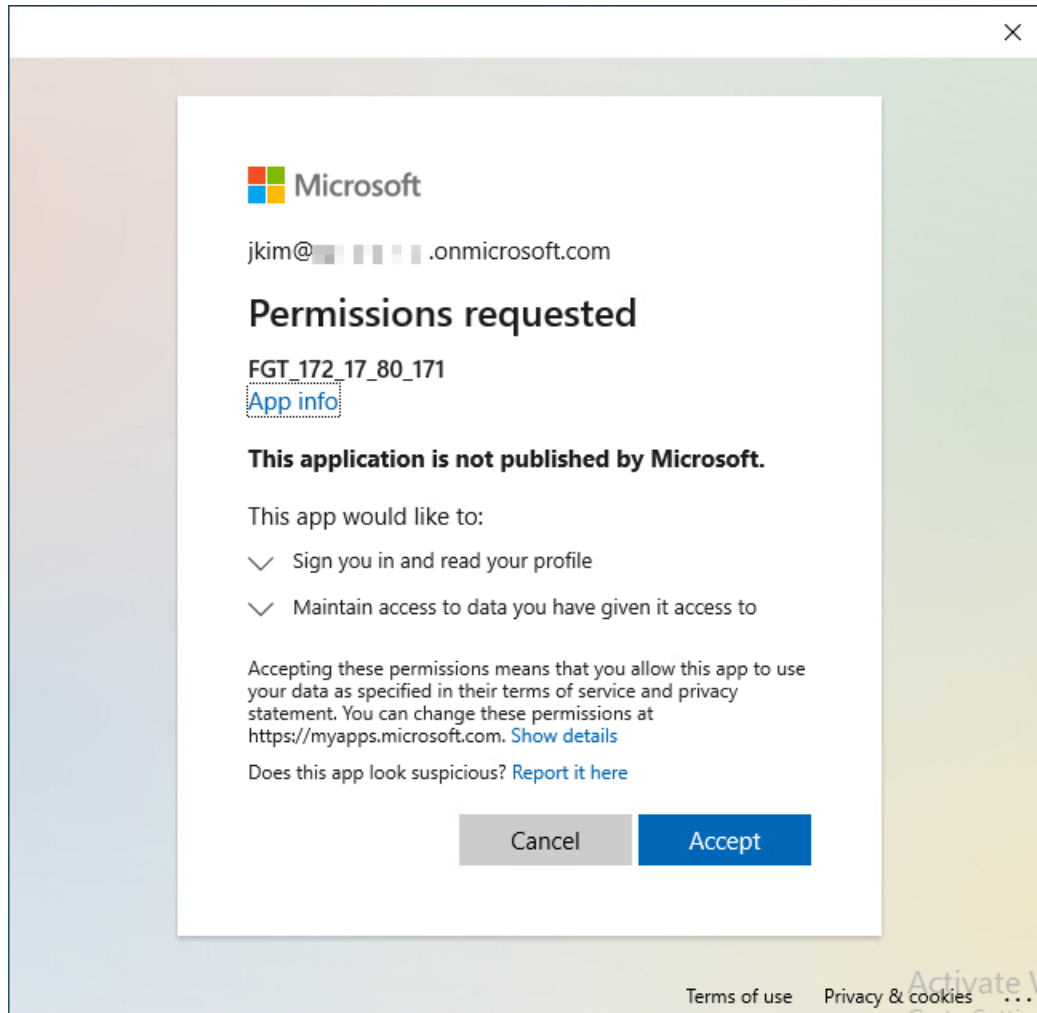 Microsoft
jkim@ .onmicrosoft.com
Permissions requested
FGT_172_17_80_171
App info
This application is not published by Microsoft.
This app would like to:
Sign you in and read your profile
Maintain access to data you have given it access to
Accepting these permissions means that you allow this app to use
your data as specified in their terms of service and privacy
statement. You can change these permissions at
https://myapps.microsoft.com. Show details
Does this app look suspicious? Report it here
Cancel Accept
Activate
Terms of use Privacy & cookies ...